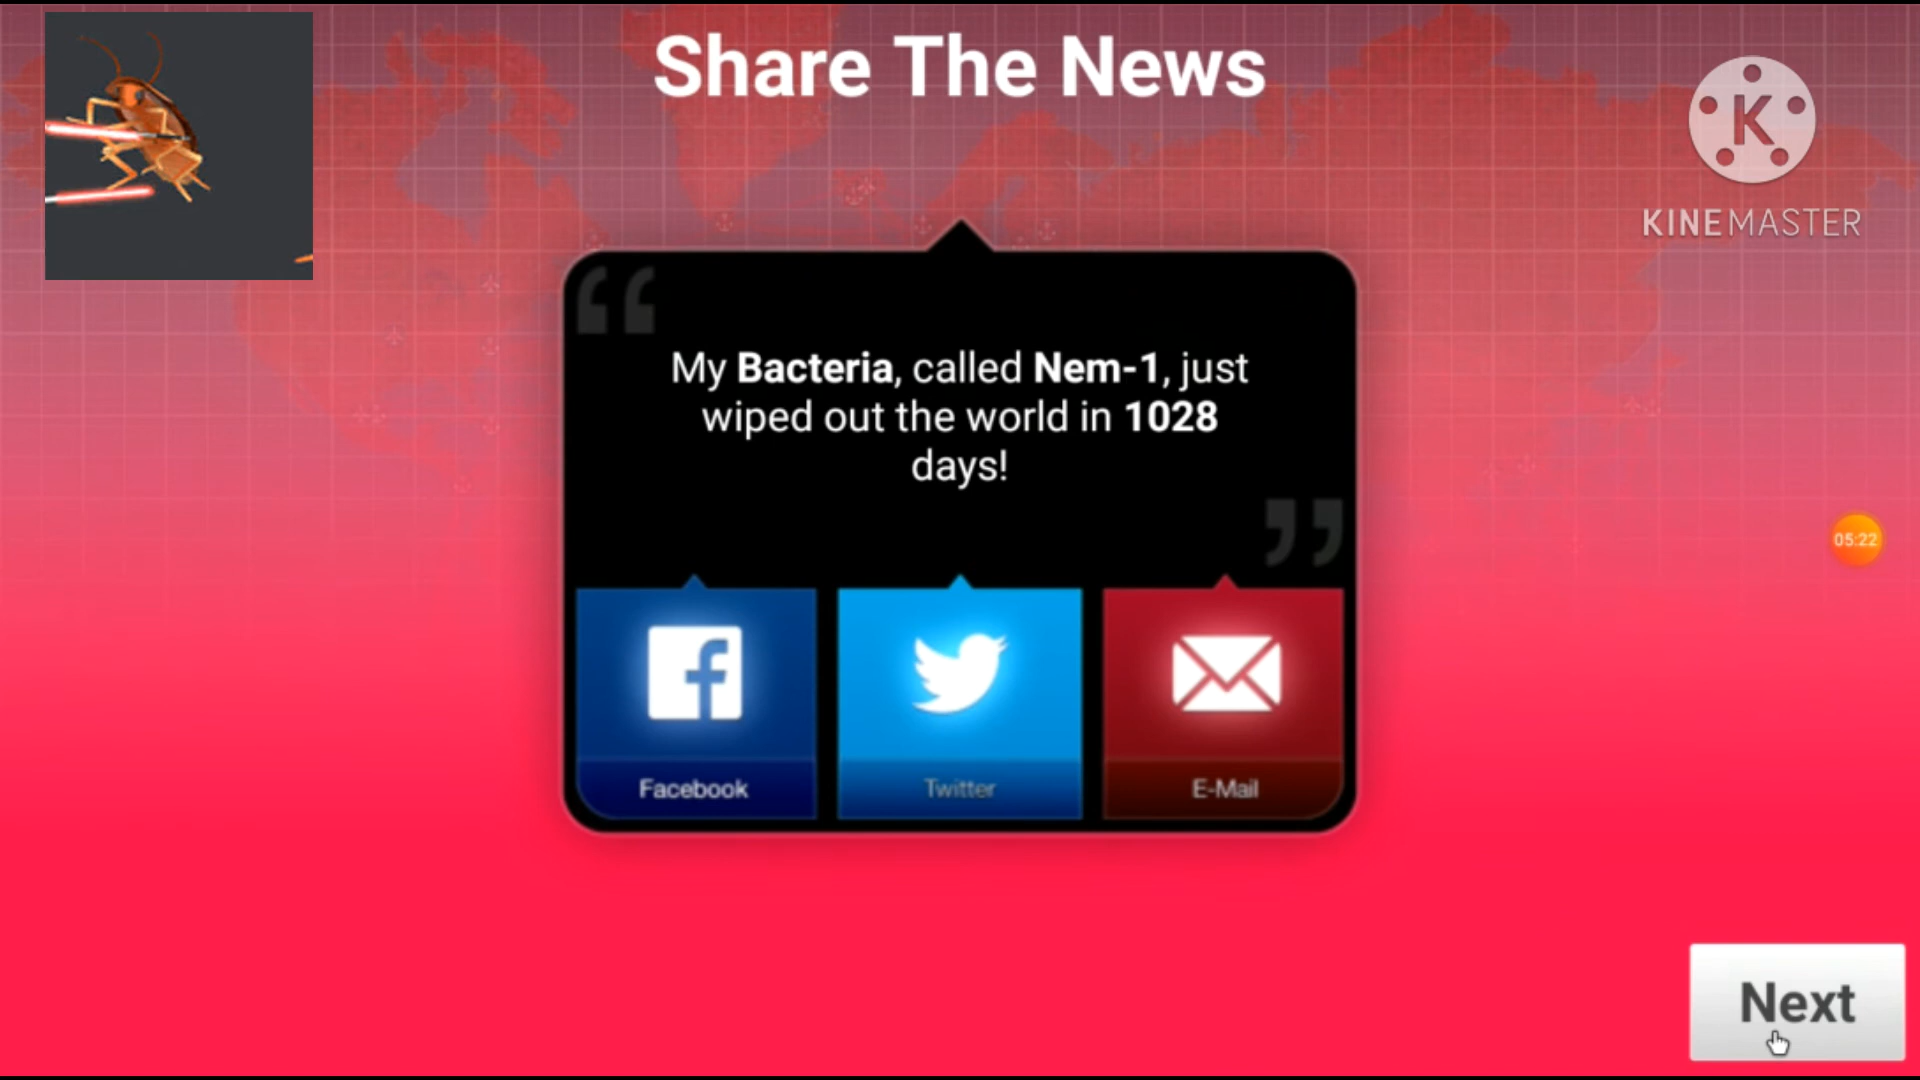 Share The News
K
KINEMASTER
My Bacteria, called Nem-1, just
wiped out the world in 1028
days!
05:22
Facebook
Twitter
E-Mail
Next